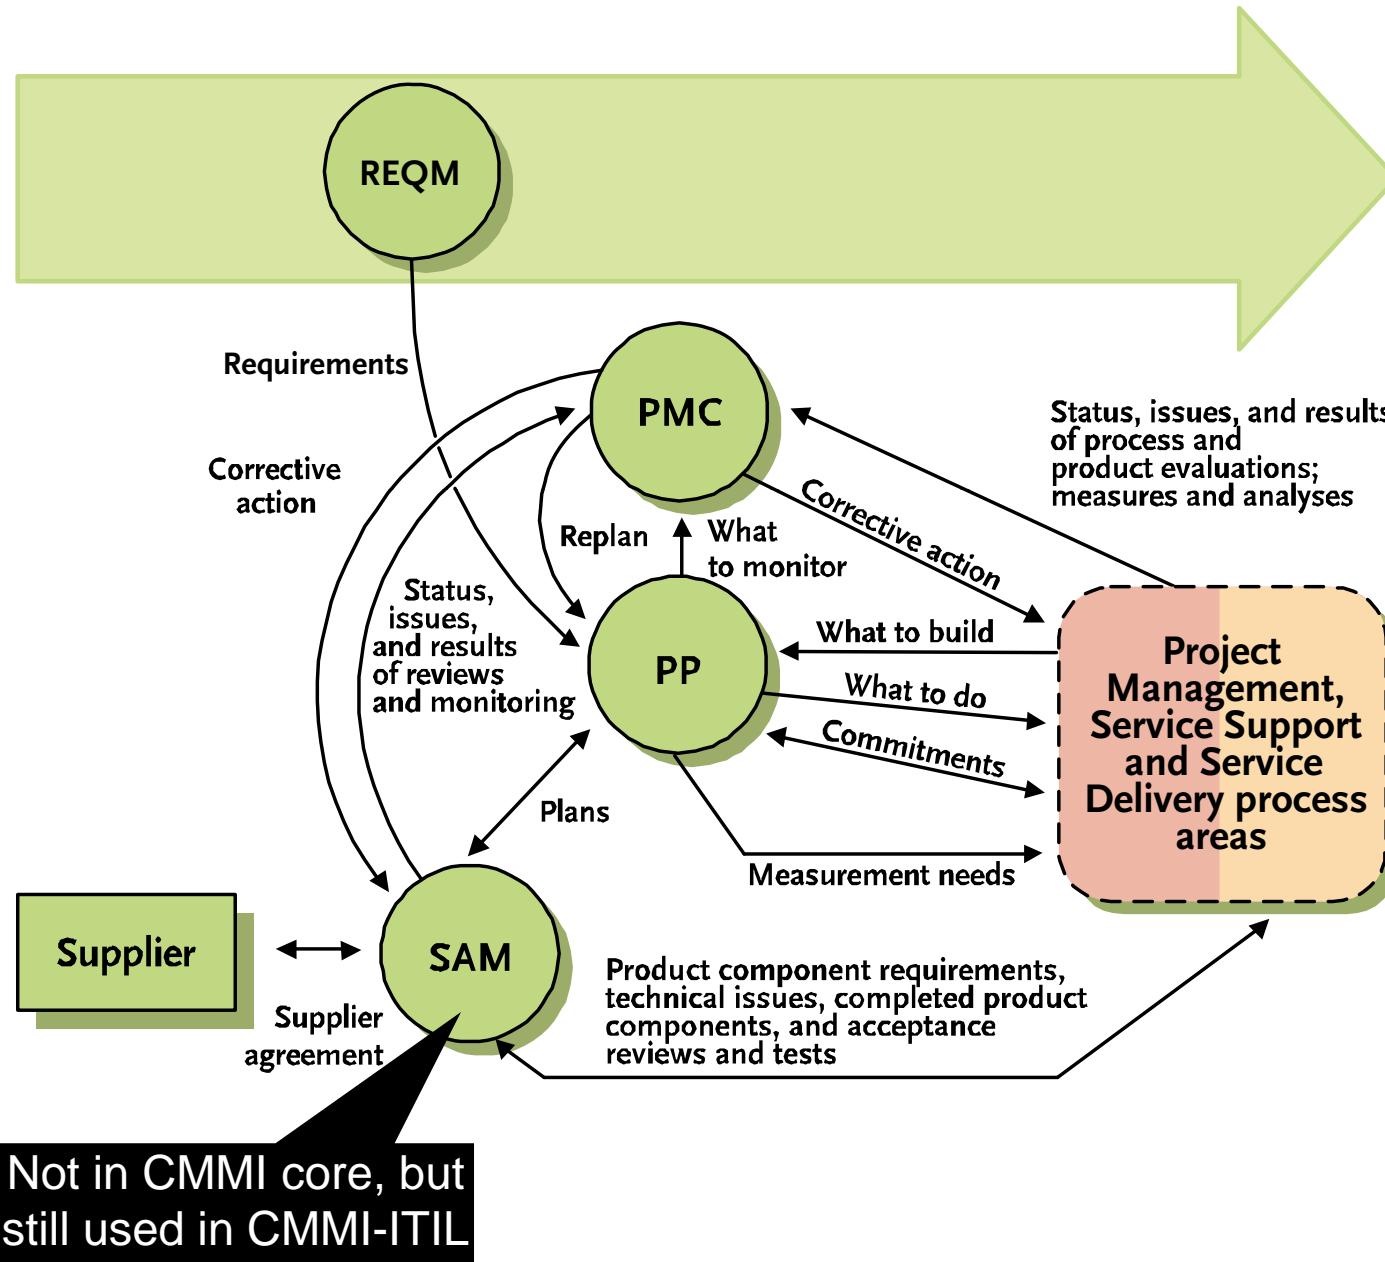 REQM
Requirements
PMC
Status, issues, and results
of process and
product evaluations;
measures and analyses
Corrective
action
Corrective action
Replan
What
to monitor
Status,
issues,
and results
of reviews
and monitoring
PP
What to build
What to do
Commitments
Project
Management,
Service Support
and Service
Delivery process
areas
Plans
Measurement needs
Supplier
SAM
Supplier
agreement
Product component requirements,
technical issues, completed product
components, and acceptance
reviews and tests
Not in CMMI core, but
still used in CMMI-ITIL